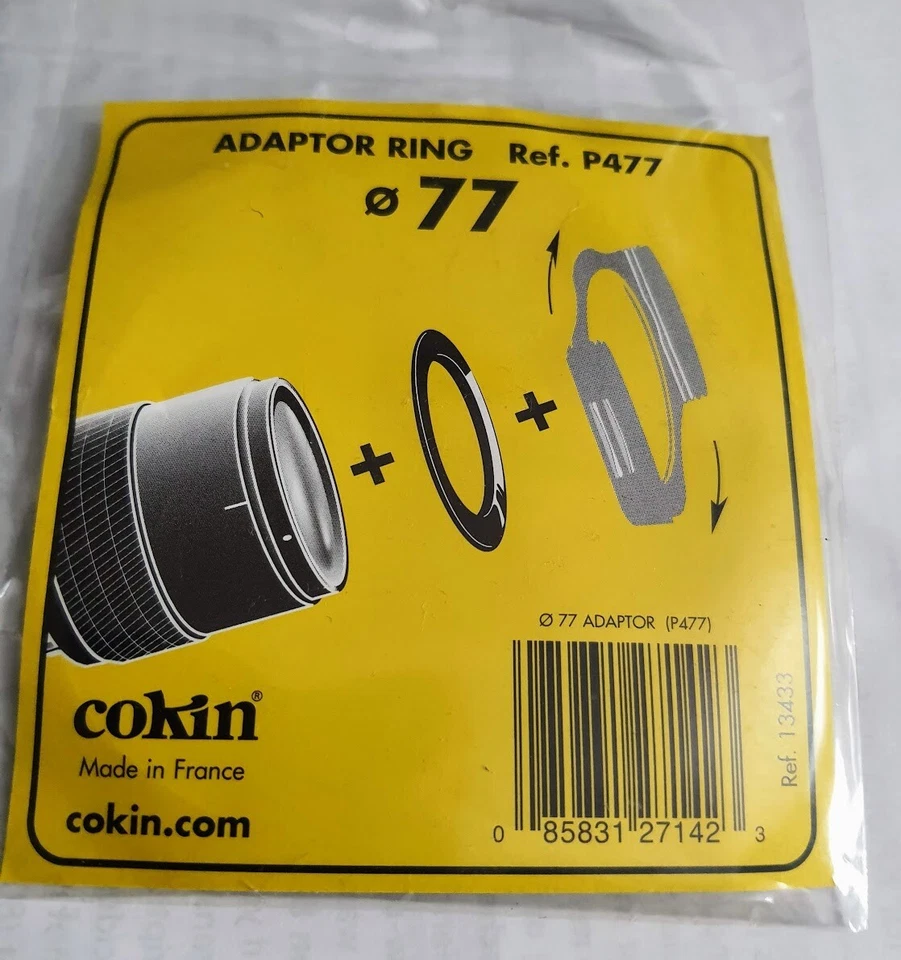 ADAPTOR RING Ref. P477
ø 77
+
+
Ø 77 ADAPTOR (P477)
0 85831 27142 3
Ref. 13433
cokin®
Made in France
cokin.com